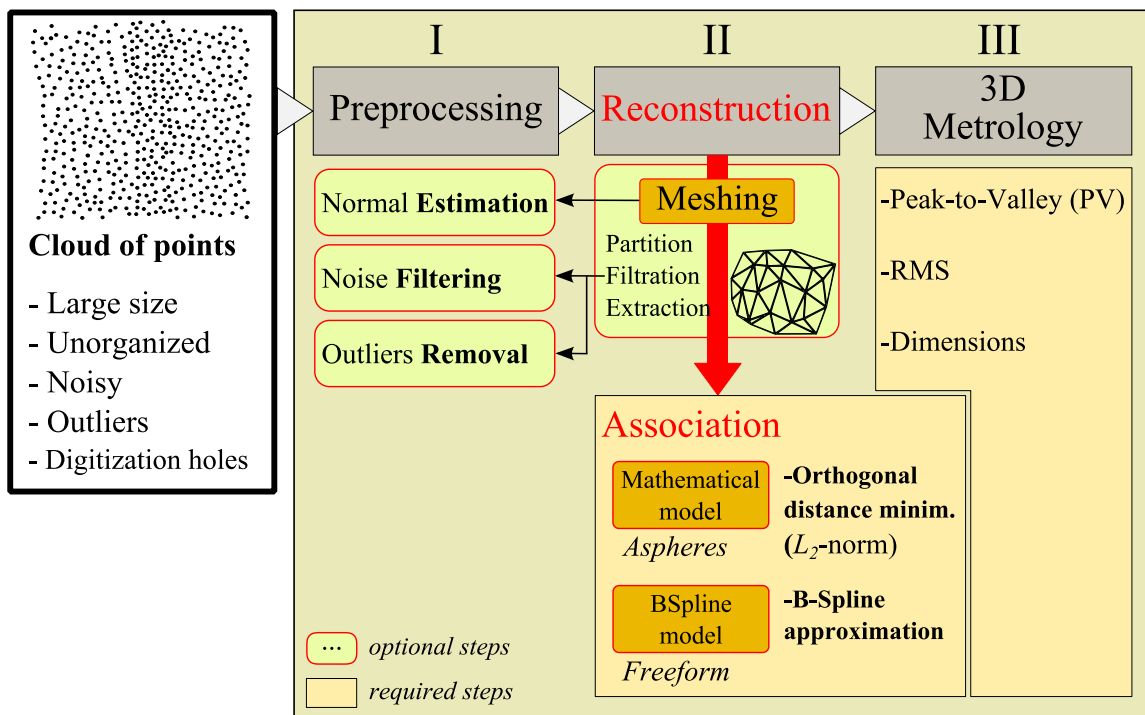 Cloud of points
- Large size
- Unorganized
- Noisy
- Outliers
- Digitization holes
I
II
III
Preprocessing
Reconstruction
3D
Metrology
Normal Estimation
Noise Filtering
Outliers Removal
Meshing
Partition
Filtration
Extraction
Association
Mathematical
model
Aspheres
-Orthogonal
distance minim.
(L2-norm)
BSpline
model
Freeform
-B-Spline
approximation
-Peak-to-Valley (PV)
-RMS
-Dimensions
... optional steps
required steps